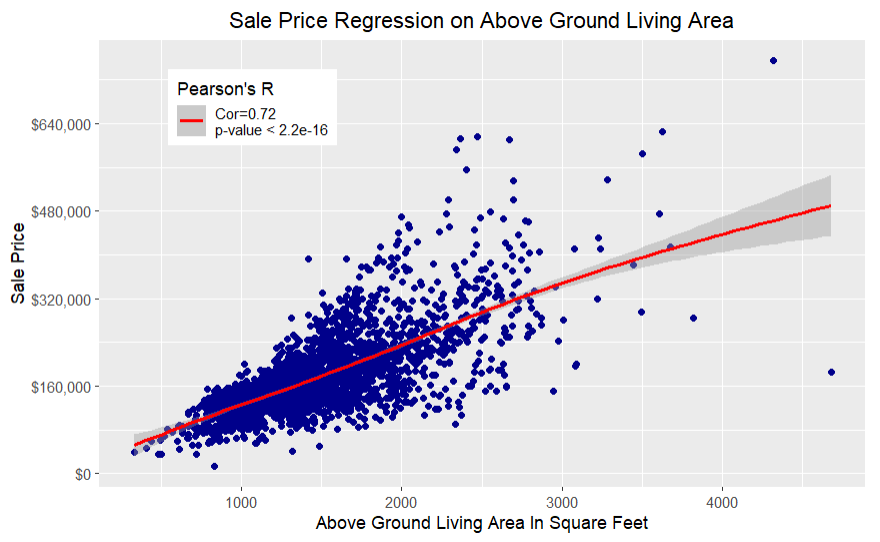 Sale Price Regression on Above Ground Living Area
Pearson's R
Cor=0.72
p-value < 2.2e-16
$640,000
$480,000
$320,000
$160,000
$0
Sale Price
1000 2000 3000 4000
Above Ground Living Area In Square Feet